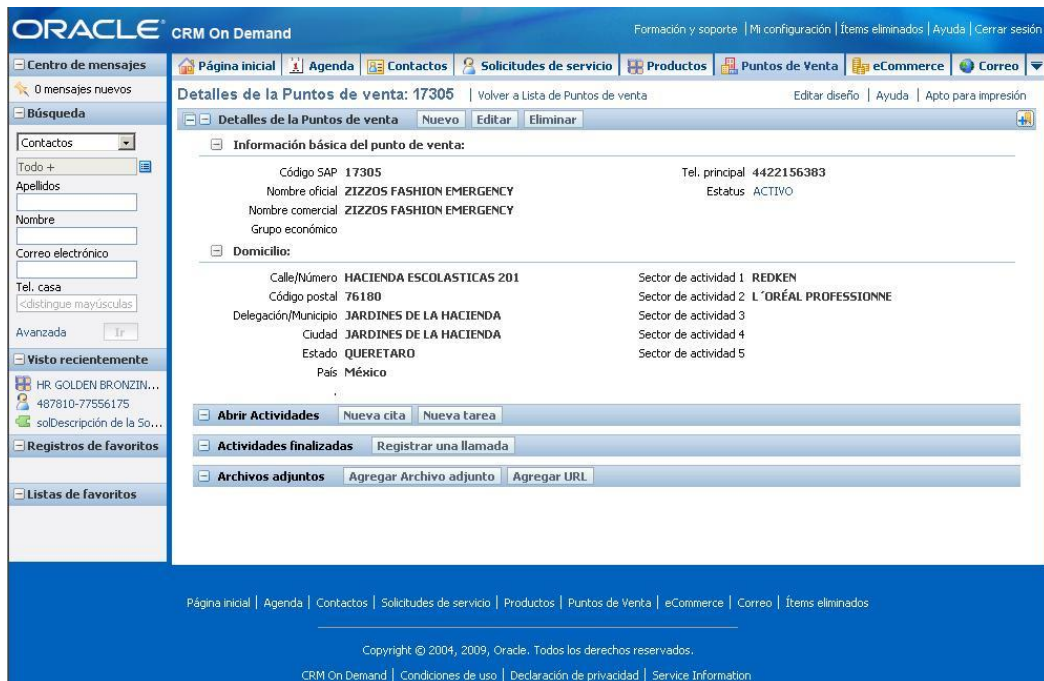 ORACLE CRM On Demand
Formación y soporte | Mi configuración | Ítems eliminados | Ayuda | Cerrar sesión
Centro de mensajes
0 mensajes nuevos
Búsqueda
Contactos
Todo +
Apellidos
Nombre
Correo electrónico
Tel. casa
<distingue mayúsculas
Avanzada Ir
Visto recientemente
HR GOLDEN BRONZIN...
487810-77556175
solDescripción de la So...
Registros de favoritos
Listas de favoritos
Página inicial Agenda Contactos Solicitudes de servicio Productos Puntos de Venta eCommerce Correo
Detalles de la Puntos de venta: 17305 | Volver a Lista de Puntos de venta Editar diseño | Ayuda | Apto para impresión
Detalles de la Puntos de venta Nuevo Editar Eliminar
Información básica del punto de venta:
Código SAP 17305 Tel. principal 4422156383
Nombre oficial ZIZZOS FASHION EMERGENCY Estatus ACTIVO
Nombre comercial ZIZZOS FASHION EMERGENCY
Grupo económico
Domicilio:
Calle/Número HACIENDA ESCOLASTICAS 201 Sector de actividad 1 REDKEN
Código postal 76180 Sector de actividad 2 L ´ORÉAL PROFESSIONNE
Delegación/Municipio JARDINES DE LA HACIENDA Sector de actividad 3
Ciudad JARDINES DE LA HACIENDA Sector de actividad 4
Estado QUERETARO Sector de actividad 5
País México
.
Abrir Actividades Nueva cita Nueva tarea
Actividades finalizadas Registrar una llamada
Archivos adjuntos Agregar Archivo adjunto Agregar URL
Página inicial | Agenda | Contactos | Solicitudes de servicio | Productos | Puntos de Venta | eCommerce | Correo | Ítems eliminados
Copyright © 2004, 2009, Oracle. Todos los derechos reservados.
CRM On Demand | Condiciones de uso | Declaración de privacidad | Service Information